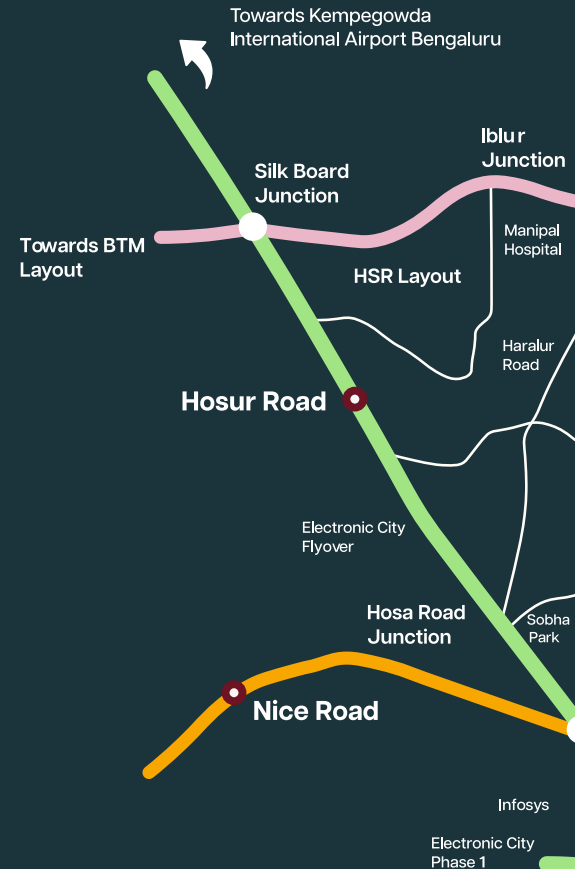 Towards Kempegowda
International Airport Bengaluru
Iblur
Junction
Silk Board
Junction
Manipal
Hospital
Towards BTM
Layout
HSR Layout
Haralur
Road
Hosur Road
Electronic City
Flyover
Hosa Road
Junction
Sobha
Park
Nice Road
Infosys
Electronic City
Phase 1